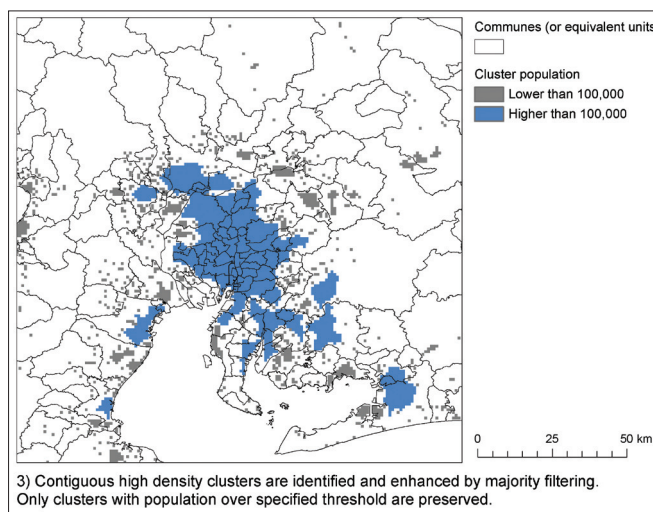 Communes (or equivalent units
Cluster population
Lower than 100,000
Higher than 100,000
0 25 50 km
3) Contiguous high density clusters are identified and enhanced by majority filtering.
Only clusters with population over specified threshold are preserved.